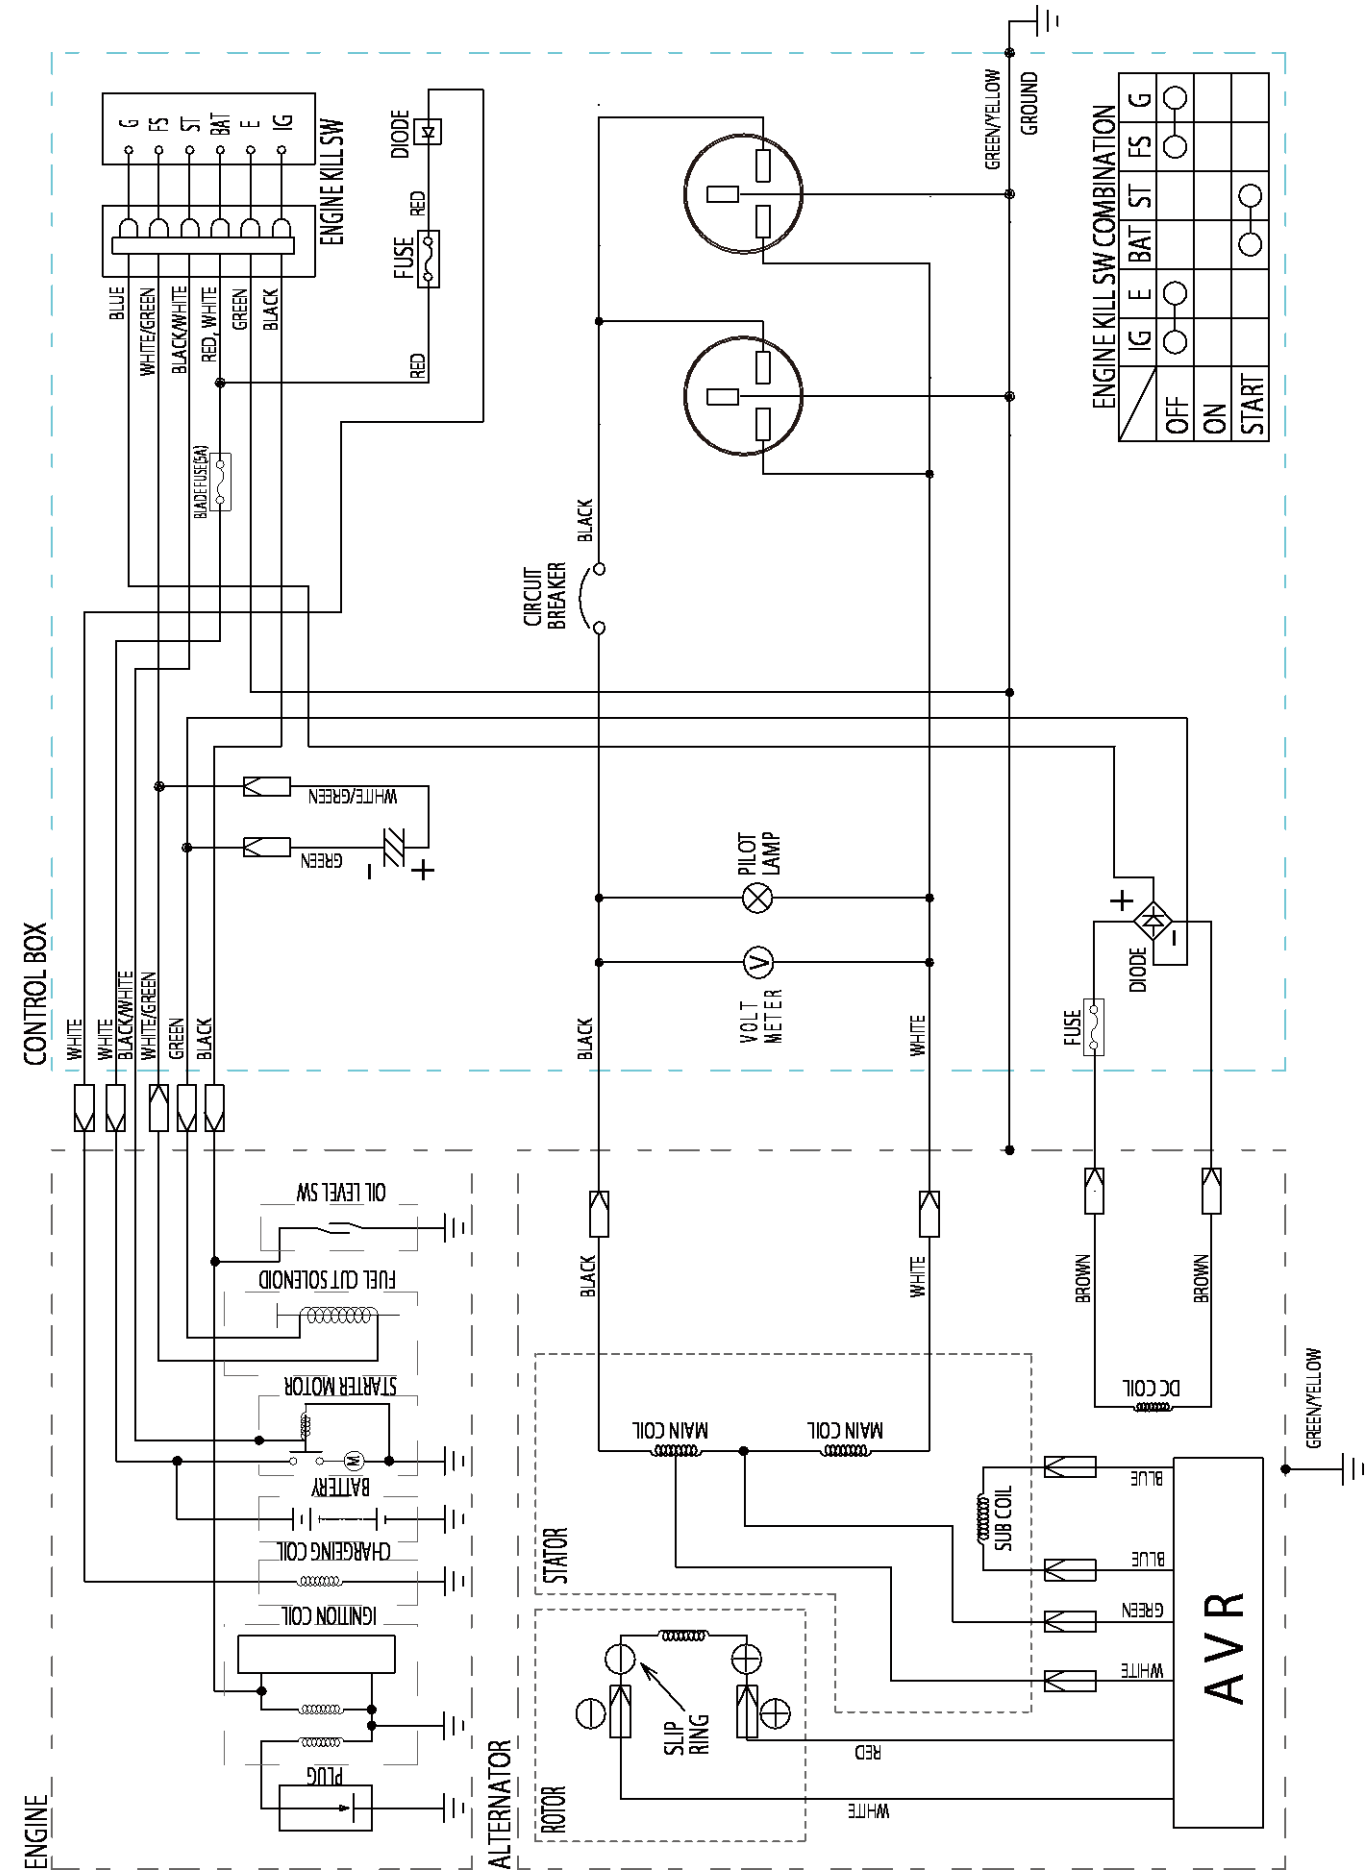 CONTROL BOX
G
FS
ST
BAT
E
IG
ENGINE KILL SW
BLUE
WHITE/GREEN
BLACK/WHITE
RED, WHITE
GREEN
BLACK
DIODE
RED
FUSE
RED
BLADE FUSE(5A)
CIRCUIT
BREAKER
BLACK
GREEN/YELLOW
GROUND
ENGINE KILL SW COMBINATION
IG E BAT ST FS G
OFF
ON
START
WHITE/GREEN
GREEN
-
+
PILOT
LAMP
VOLT
METER
V
BLACK
WHITE
DIODE
+
-
FUSE
WHITE
WHITE
BLACK/WHITE
WHITE/GREEN
GREEN
BLACK
ENGINE
OIL LEVEL SW
FUEL CUT SOLENOID
STARTER MOTOR
M
BATTERY
CHARGEING COIL
IGNITION COIL
PLUG
ALTERNATOR
BLACK
WHITE
BROWN
BROWN
DC COIL
MAIN COIL
MAIN COIL
STATOR
SUB COIL
BLUE
BLUE
GREEN
WHITE
AVR
GREEN/YELLOW
SLIP
RING
ROTOR
RED
WHITE